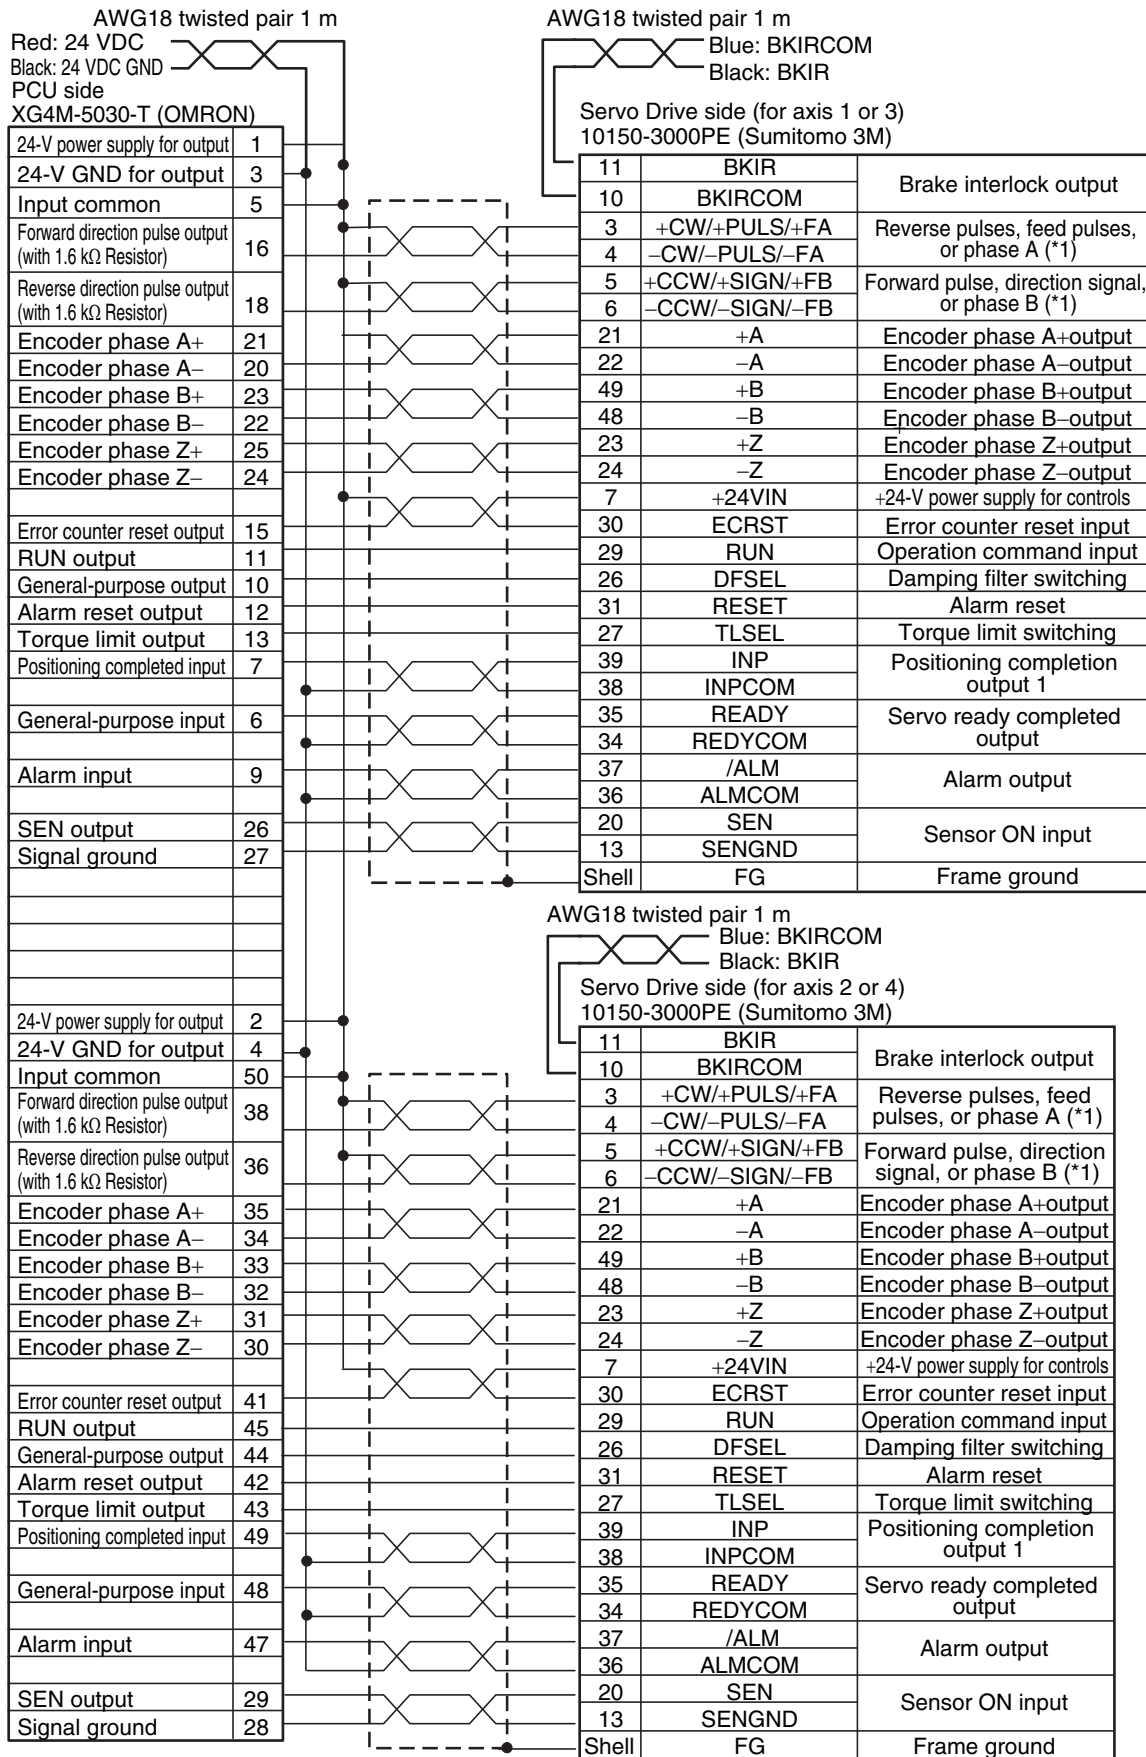 AWG18 twisted pair 1 m
Red: 24 VDC
Black: 24 VDC GND
PCU side
XG4M-5030-T (OMRON)
24-V power supply for output 1
24-V GND for output 3
Input common 5
Forward direction pulse output
(with 1.6 kΩ Resistor) 16
Reverse direction pulse output
(with 1.6 kΩ Resistor) 18
Encoder phase A+ 21
Encoder phase A− 20
Encoder phase B+ 23
Encoder phase B− 22
Encoder phase Z+ 25
Encoder phase Z− 24
Error counter reset output 15
RUN output 11
General-purpose output 10
Alarm reset output 12
Torque limit output 13
Positioning completed input 7
General-purpose input 6
Alarm input 9
SEN output 26
Signal ground 27
24-V power supply for output 2
24-V GND for output 4
Input common 50
Forward direction pulse output
(with 1.6 kΩ Resistor) 38
Reverse direction pulse output
(with 1.6 kΩ Resistor) 36
Encoder phase A+ 35
Encoder phase A− 34
Encoder phase B+ 33
Encoder phase B− 32
Encoder phase Z+ 31
Encoder phase Z− 30
Error counter reset output 41
RUN output 45
General-purpose output 44
Alarm reset output 42
Torque limit output 43
Positioning completed input 49
General-purpose input 48
Alarm input 47
SEN output 29
Signal ground 28
AWG18 twisted pair 1 m
Blue: BKIRCOM
Black: BKIR
Servo Drive side (for axis 1 or 3)
10150-3000PE (Sumitomo 3M)
11 BKIR
Brake interlock output
10 BKIRCOM
3 +CW/+PULS/+FA Reverse pulses, feed pulses,
4 −CW/−PULS/−FA or phase A (*1)
5 +CCW/+SIGN/+FB Forward pulse, direction signal,
6 −CCW/−SIGN/−FB or phase B (*1)
21 +A Encoder phase A+output
22 −A Encoder phase A−output
49 +B Encoder phase B+output
48 −B Encoder phase B−output
23 +Z Encoder phase Z+output
24 −Z Encoder phase Z−output
7 +24VIN +24-V power supply for controls
30 ECRST Error counter reset input
29 RUN Operation command input
26 DFSEL Damping filter switching
31 RESET Alarm reset
27 TLSEL Torque limit switching
39 INP Positioning completion
38 INPCOM output 1
35 READY Servo ready completed
34 REDYCOM output
37 /ALM
Alarm output
36 ALMCOM
20 SEN
Sensor ON input
13 SENGND
Shell FG Frame ground
AWG18 twisted pair 1 m
Blue: BKIRCOM
Black: BKIR
Servo Drive side (for axis 2 or 4)
10150-3000PE (Sumitomo 3M)
11 BKIR
Brake interlock output
10 BKIRCOM
3 +CW/+PULS/+FA Reverse pulses, feed
4 −CW/−PULS/−FA pulses, or phase A (*1)
5 +CCW/+SIGN/+FB Forward pulse, direction
6 −CCW/−SIGN/−FB signal, or phase B (*1)
21 +A Encoder phase A+output
22 −A Encoder phase A−output
49 +B Encoder phase B+output
48 −B Encoder phase B−output
23 +Z Encoder phase Z+output
24 −Z Encoder phase Z−output
7 +24VIN +24-V power supply for controls
30 ECRST Error counter reset input
29 RUN Operation command input
26 DFSEL Damping filter switching
31 RESET Alarm reset
27 TLSEL Torque limit switching
39 INP Positioning completion
38 INPCOM output 1
35 READY Servo ready completed
34 REDYCOM output
37 /ALM
Alarm output
36 ALMCOM
20 SEN
Sensor ON input
13 SENGND
Shell FG Frame ground